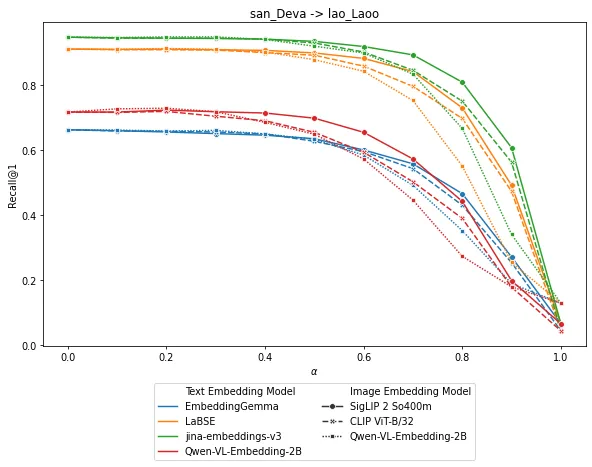 san_Deva -> lao_Laoo
Recall@1
0.8
0.6
0.4
0.2
0.0
0.0 0.2 0.4 0.6 0.8 1.0
α
Text Embedding Model Image Embedding Model
EmbeddingGemma SigLIP 2 So400m
LaBSE CLIP ViT-B/32
jina-embeddings-v3 Qwen-VL-Embedding-2B
Qwen-VL-Embedding-2B